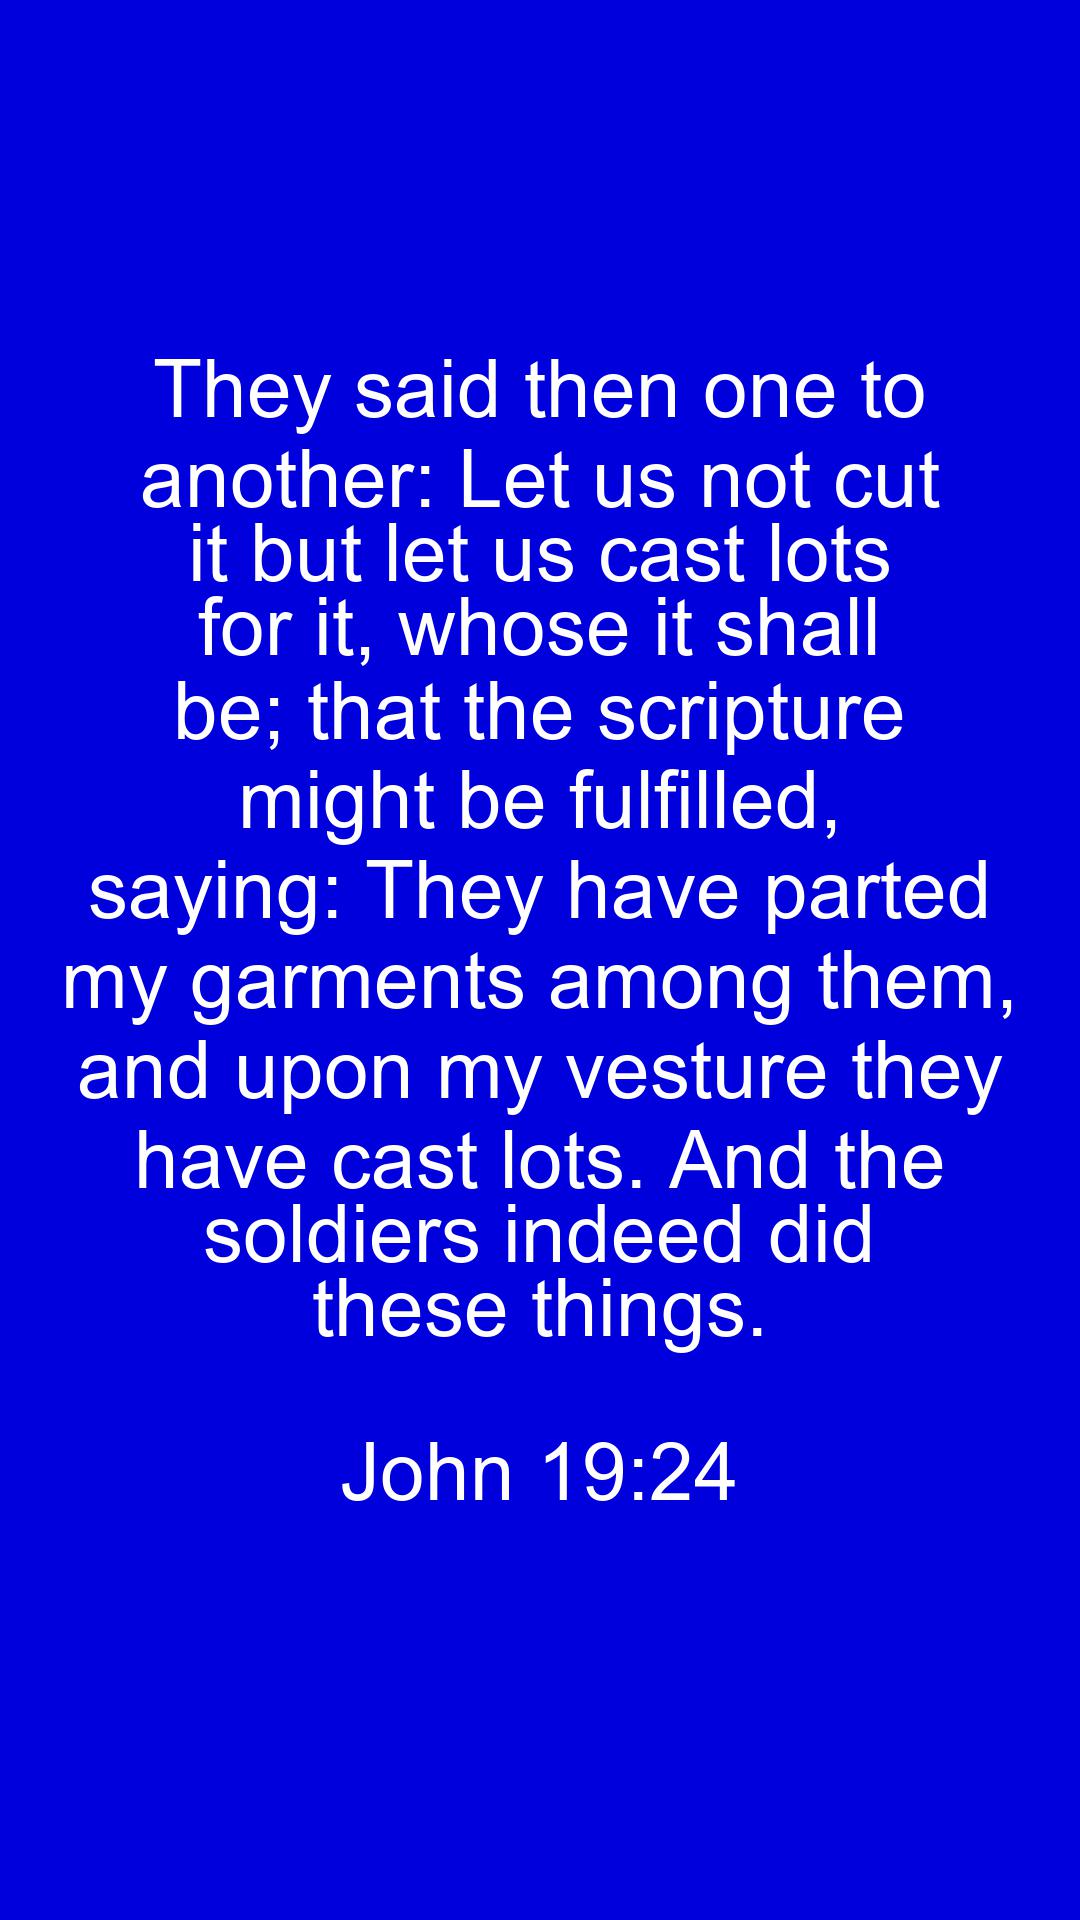 They said then one to
another: Let us not cut
it but let us cast lots
for it, whose it shall
be; that the scripture
might be fulfilled,
saying: They have parted
my garments among them,
and upon my vesture they
have cast lots. And the
soldiers indeed did
these things.
John 19:24